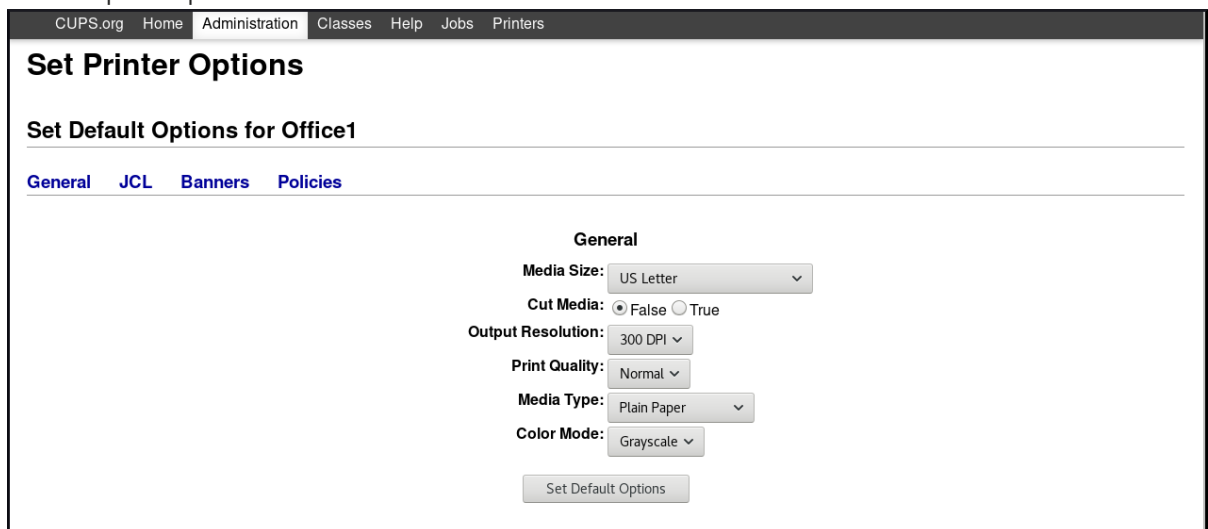 CUPS.org Home Administration Classes Help Jobs Printers
Set Printer Options
Set Default Options for Office1
General JCL Banners Policies
General
Media Size: US Letter
Cut Media: False True
Output Resolution: 300 DPI
Print Quality: Normal
Media Type: Plain Paper
Color Mode: Grayscale
Set Default Options